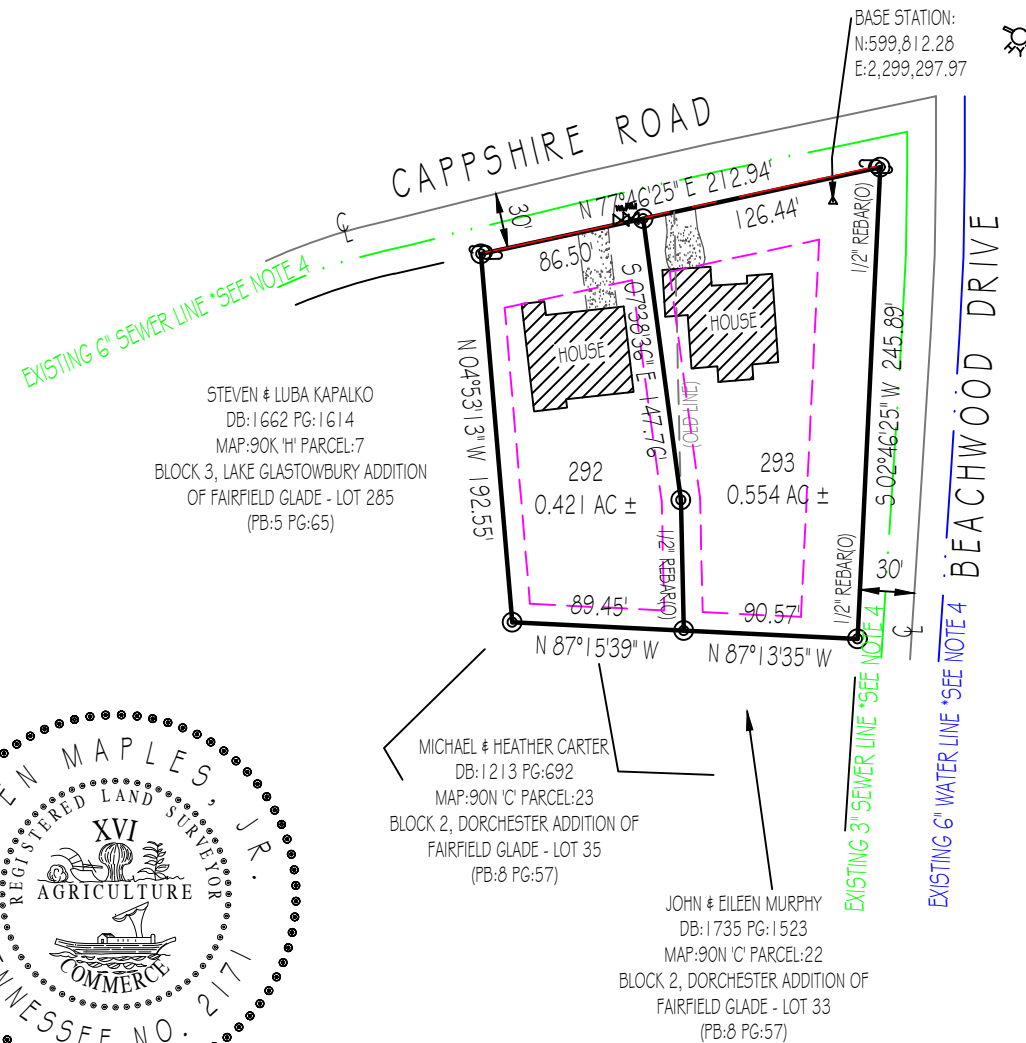 BASE STATION:
N:599,812.28
E:2,299,297.97
CAPPSHIRE ROAD
N 77°46'25" E 212.94'
30'
126.44'
86.50'
℄
EXISTING 6" SEWER LINE *SEE NOTE 4
1/2" REBAR(O)
S 07°38'36" E 147.76'
HOUSE
HOUSE
(OLD LINE)
N 04°53'13" W 192.55'
S 02°46'25" W 245.89'
BEACHWOOD DRIVE
STEVEN & LUBA KAPALKO
DB:1662 PG:1614
MAP:90K 'H' PARCEL:7
BLOCK 3, LAKE GLASTOWBURY ADDITION
OF FAIRFIELD GLADE - LOT 285
(PB:5 PG:65)
292
0.421 AC ±
293
0.554 AC ±
1/2" REBAR(O)
1/2" REBAR(O)
30'
89.45'
90.57'
N 87°15'39" W
N 87°13'35" W
℄
EXISTING 3" SEWER LINE *SEE NOTE 4
EXISTING 6" WATER LINE *SEE NOTE 4
MICHAEL & HEATHER CARTER
DB:1213 PG:692
MAP:90N 'C' PARCEL:23
BLOCK 2, DORCHESTER ADDITION OF
FAIRFIELD GLADE - LOT 35
(PB:8 PG:57)
JOHN & EILEEN MURPHY
DB:1735 PG:1523
MAP:90N 'C' PARCEL:22
BLOCK 2, DORCHESTER ADDITION OF
FAIRFIELD GLADE - LOT 33
(PB:8 PG:57)
EN MAPLES, JR.
REGISTERED LAND SURVEYOR
XVI
AGRICULTURE
COMMERCE
NNESSEE NO. 2171